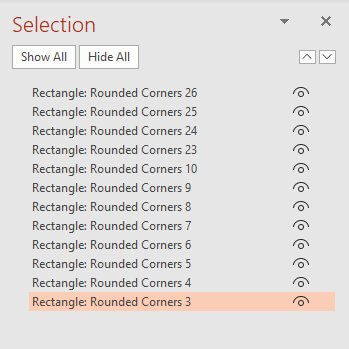 Selection
Show All Hide All
Rectangle: Rounded Corners 26
Rectangle: Rounded Corners 25
Rectangle: Rounded Corners 24
Rectangle: Rounded Corners 23
Rectangle: Rounded Corners 10
Rectangle: Rounded Corners 9
Rectangle: Rounded Corners 8
Rectangle: Rounded Corners 7
Rectangle: Rounded Corners 6
Rectangle: Rounded Corners 5
Rectangle: Rounded Corners 4
Rectangle: Rounded Corners 3